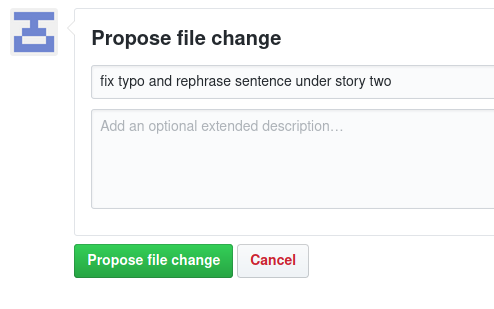 Propose file change
fix typo and rephrase sentence under story two
Add an optional extended description…
Propose file change Cancel